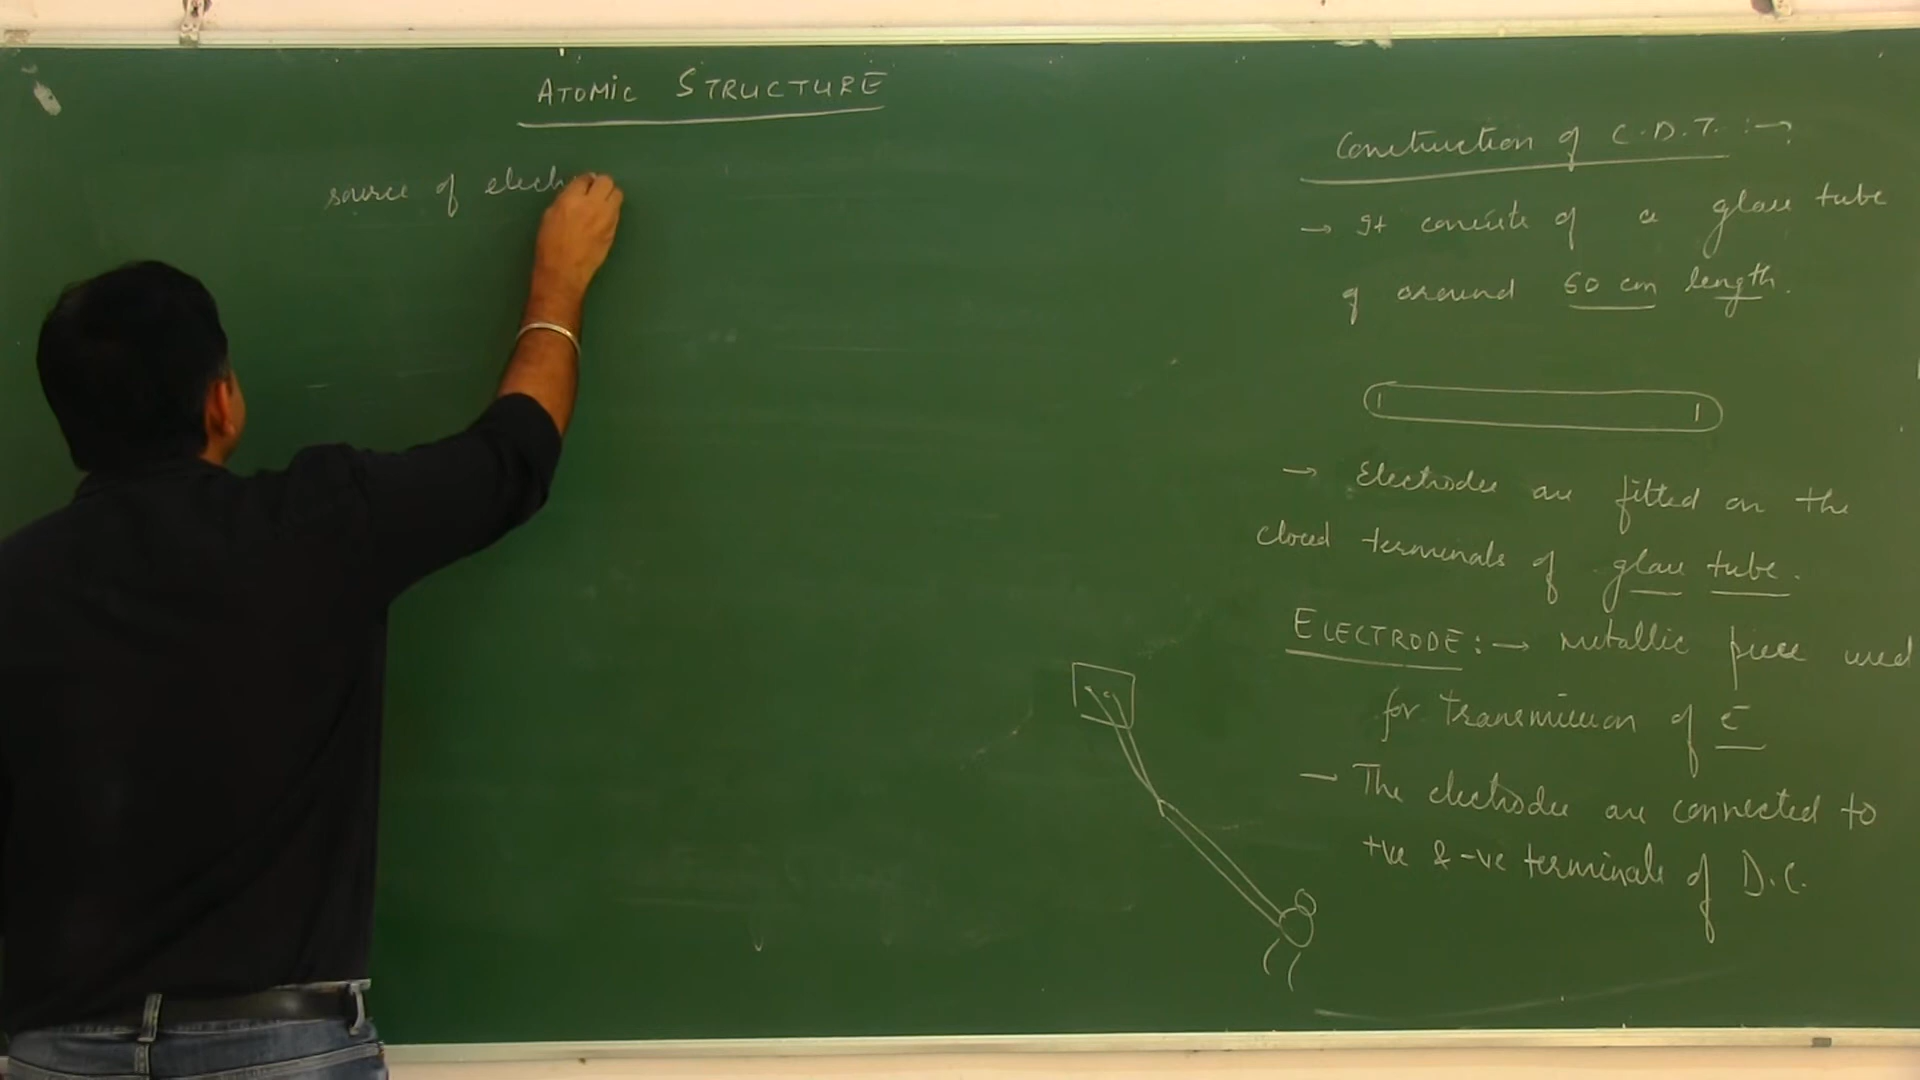 ATOMIC STRUCTURE
source of elect
Construction of C.D.T. :→
→ It consists of a glass tube
of around 60 cm length.
→ Electrodes are fitted on the
closed terminals of glass tube.
ELECTRODE :→ Metallic piece used
for transmission of e⁻
→ The electrodes are connected to
+ve & -ve terminals of D.C.